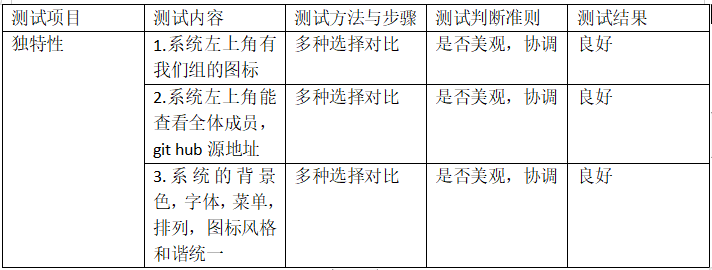 测试项目 测试内容 测试方法与步骤 测试判断准则 测试结果
独特性 1.系统左上角有 多种选择对比 是否美观，协调 良好
我们组的图标
2.系统左上角能 多种选择对比 是否美观，协调 良好
查看全体成员，
git hub 源地址
3.系统的背景 多种选择对比 是否美观，协调 良好
色，字体，菜单，
排列，图标风格
和谐统一